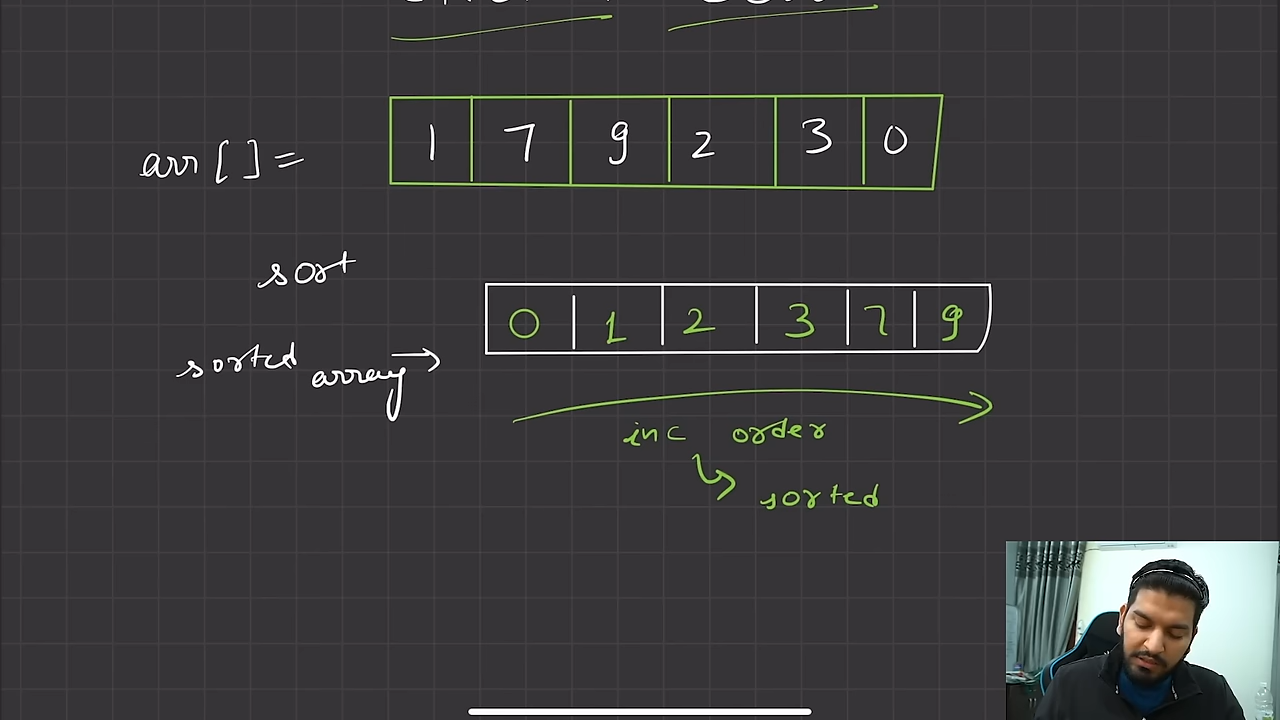 arr [ ] = 1 7 9 2 3 0
sort
0 1 2 3 7 9
sorted array →
inc order
sorted